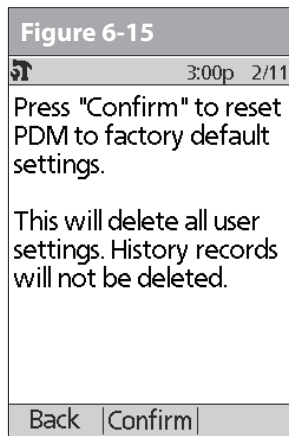 Figure 6-15
3:00p 2/11
Press "Confirm" to reset
PDM to factory default
settings.
This will delete all user
settings. History records
will not be deleted.
Back |Confirm|